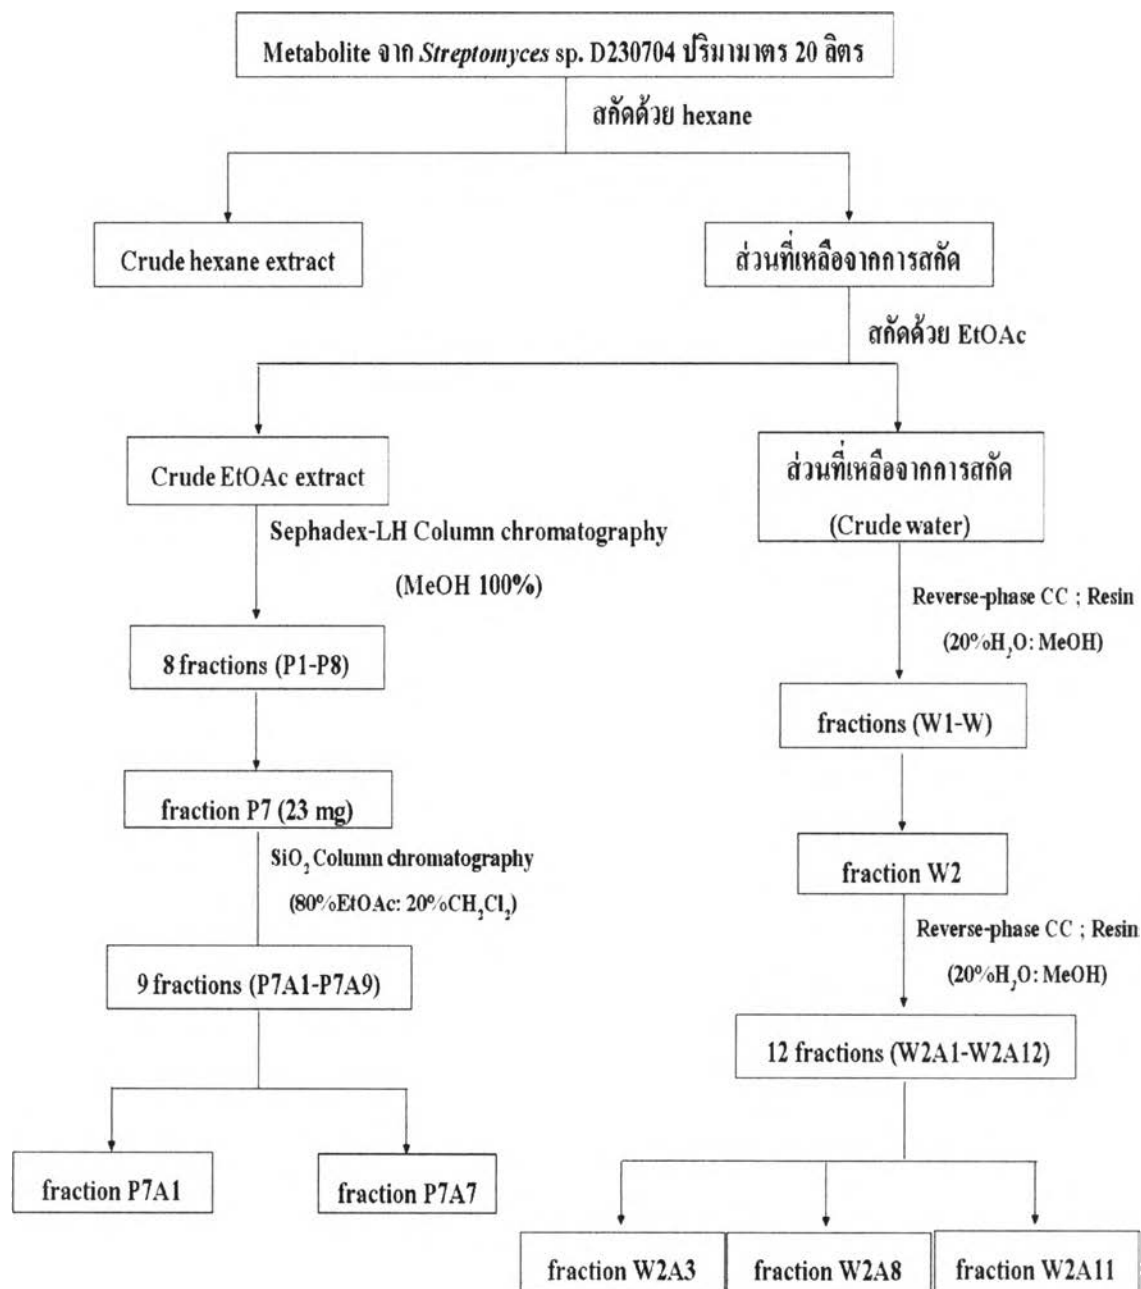 Metabolite จาก Streptomyces sp. D230704 ปริมามาตร 20 ลิตร
สกัดด้วย hexane
Crude hexane extract
ส่วนที่เหลือจากการสกัด
สกัดด้วย EtOAc
Crude EtOAc extract
ส่วนที่เหลือจากการสกัด
(Crude water)
Sephadex-LH Column chromatography
(MeOH 100%)
Reverse-phase CC ; Resin
(20%H₂O: MeOH)
8 fractions (P1-P8)
fractions (W1-W)
fraction P7 (23 mg)
fraction W2
SiO₂ Column chromatography
(80%EtOAc: 20%CH₂Cl₂)
Reverse-phase CC ; Resin
(20%H₂O: MeOH)
9 fractions (P7A1-P7A9)
12 fractions (W2A1-W2A12)
fraction P7A1
fraction P7A7
fraction W2A3
fraction W2A8
fraction W2A11